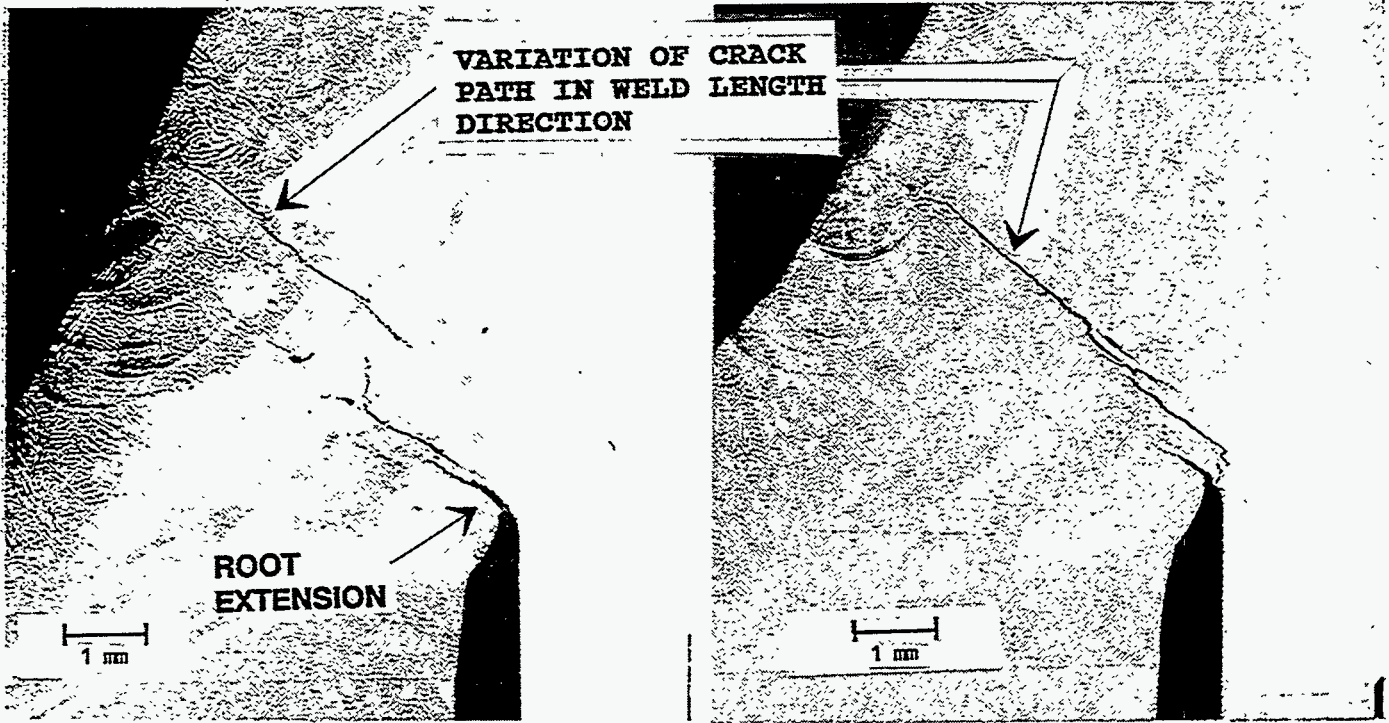 VARIATION OF CRACK
PATH IN WELD LENGTH
DIRECTION
ROOT
EXTENSION
1 mm
1 mm